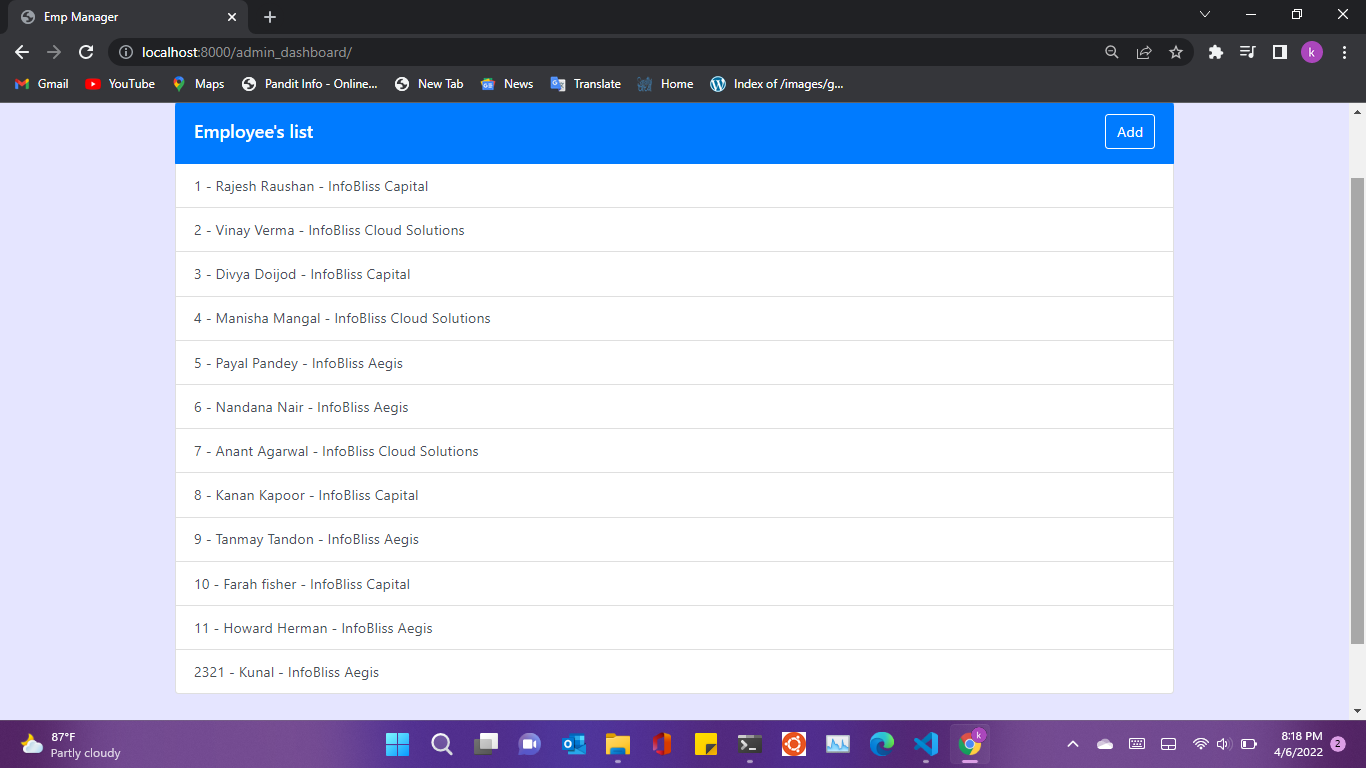 Emp Manager
localhost:8000/admin_dashboard/
k
Gmail YouTube Maps Pandit Info - Online... New Tab News Translate Home Index of /images/g...
Employee's list Add
1 - Rajesh Raushan - InfoBliss Capital
2 - Vinay Verma - InfoBliss Cloud Solutions
3 - Divya Doijod - InfoBliss Capital
4 - Manisha Mangal - InfoBliss Cloud Solutions
5 - Payal Pandey - InfoBliss Aegis
6 - Nandana Nair - InfoBliss Aegis
7 - Anant Agarwal - InfoBliss Cloud Solutions
8 - Kanan Kapoor - InfoBliss Capital
9 - Tanmay Tandon - InfoBliss Aegis
10 - Farah fisher - InfoBliss Capital
11 - Howard Herman - InfoBliss Aegis
2321 - Kunal - InfoBliss Aegis
87°F
Partly cloudy
k
8:18 PM
4/6/2022
2